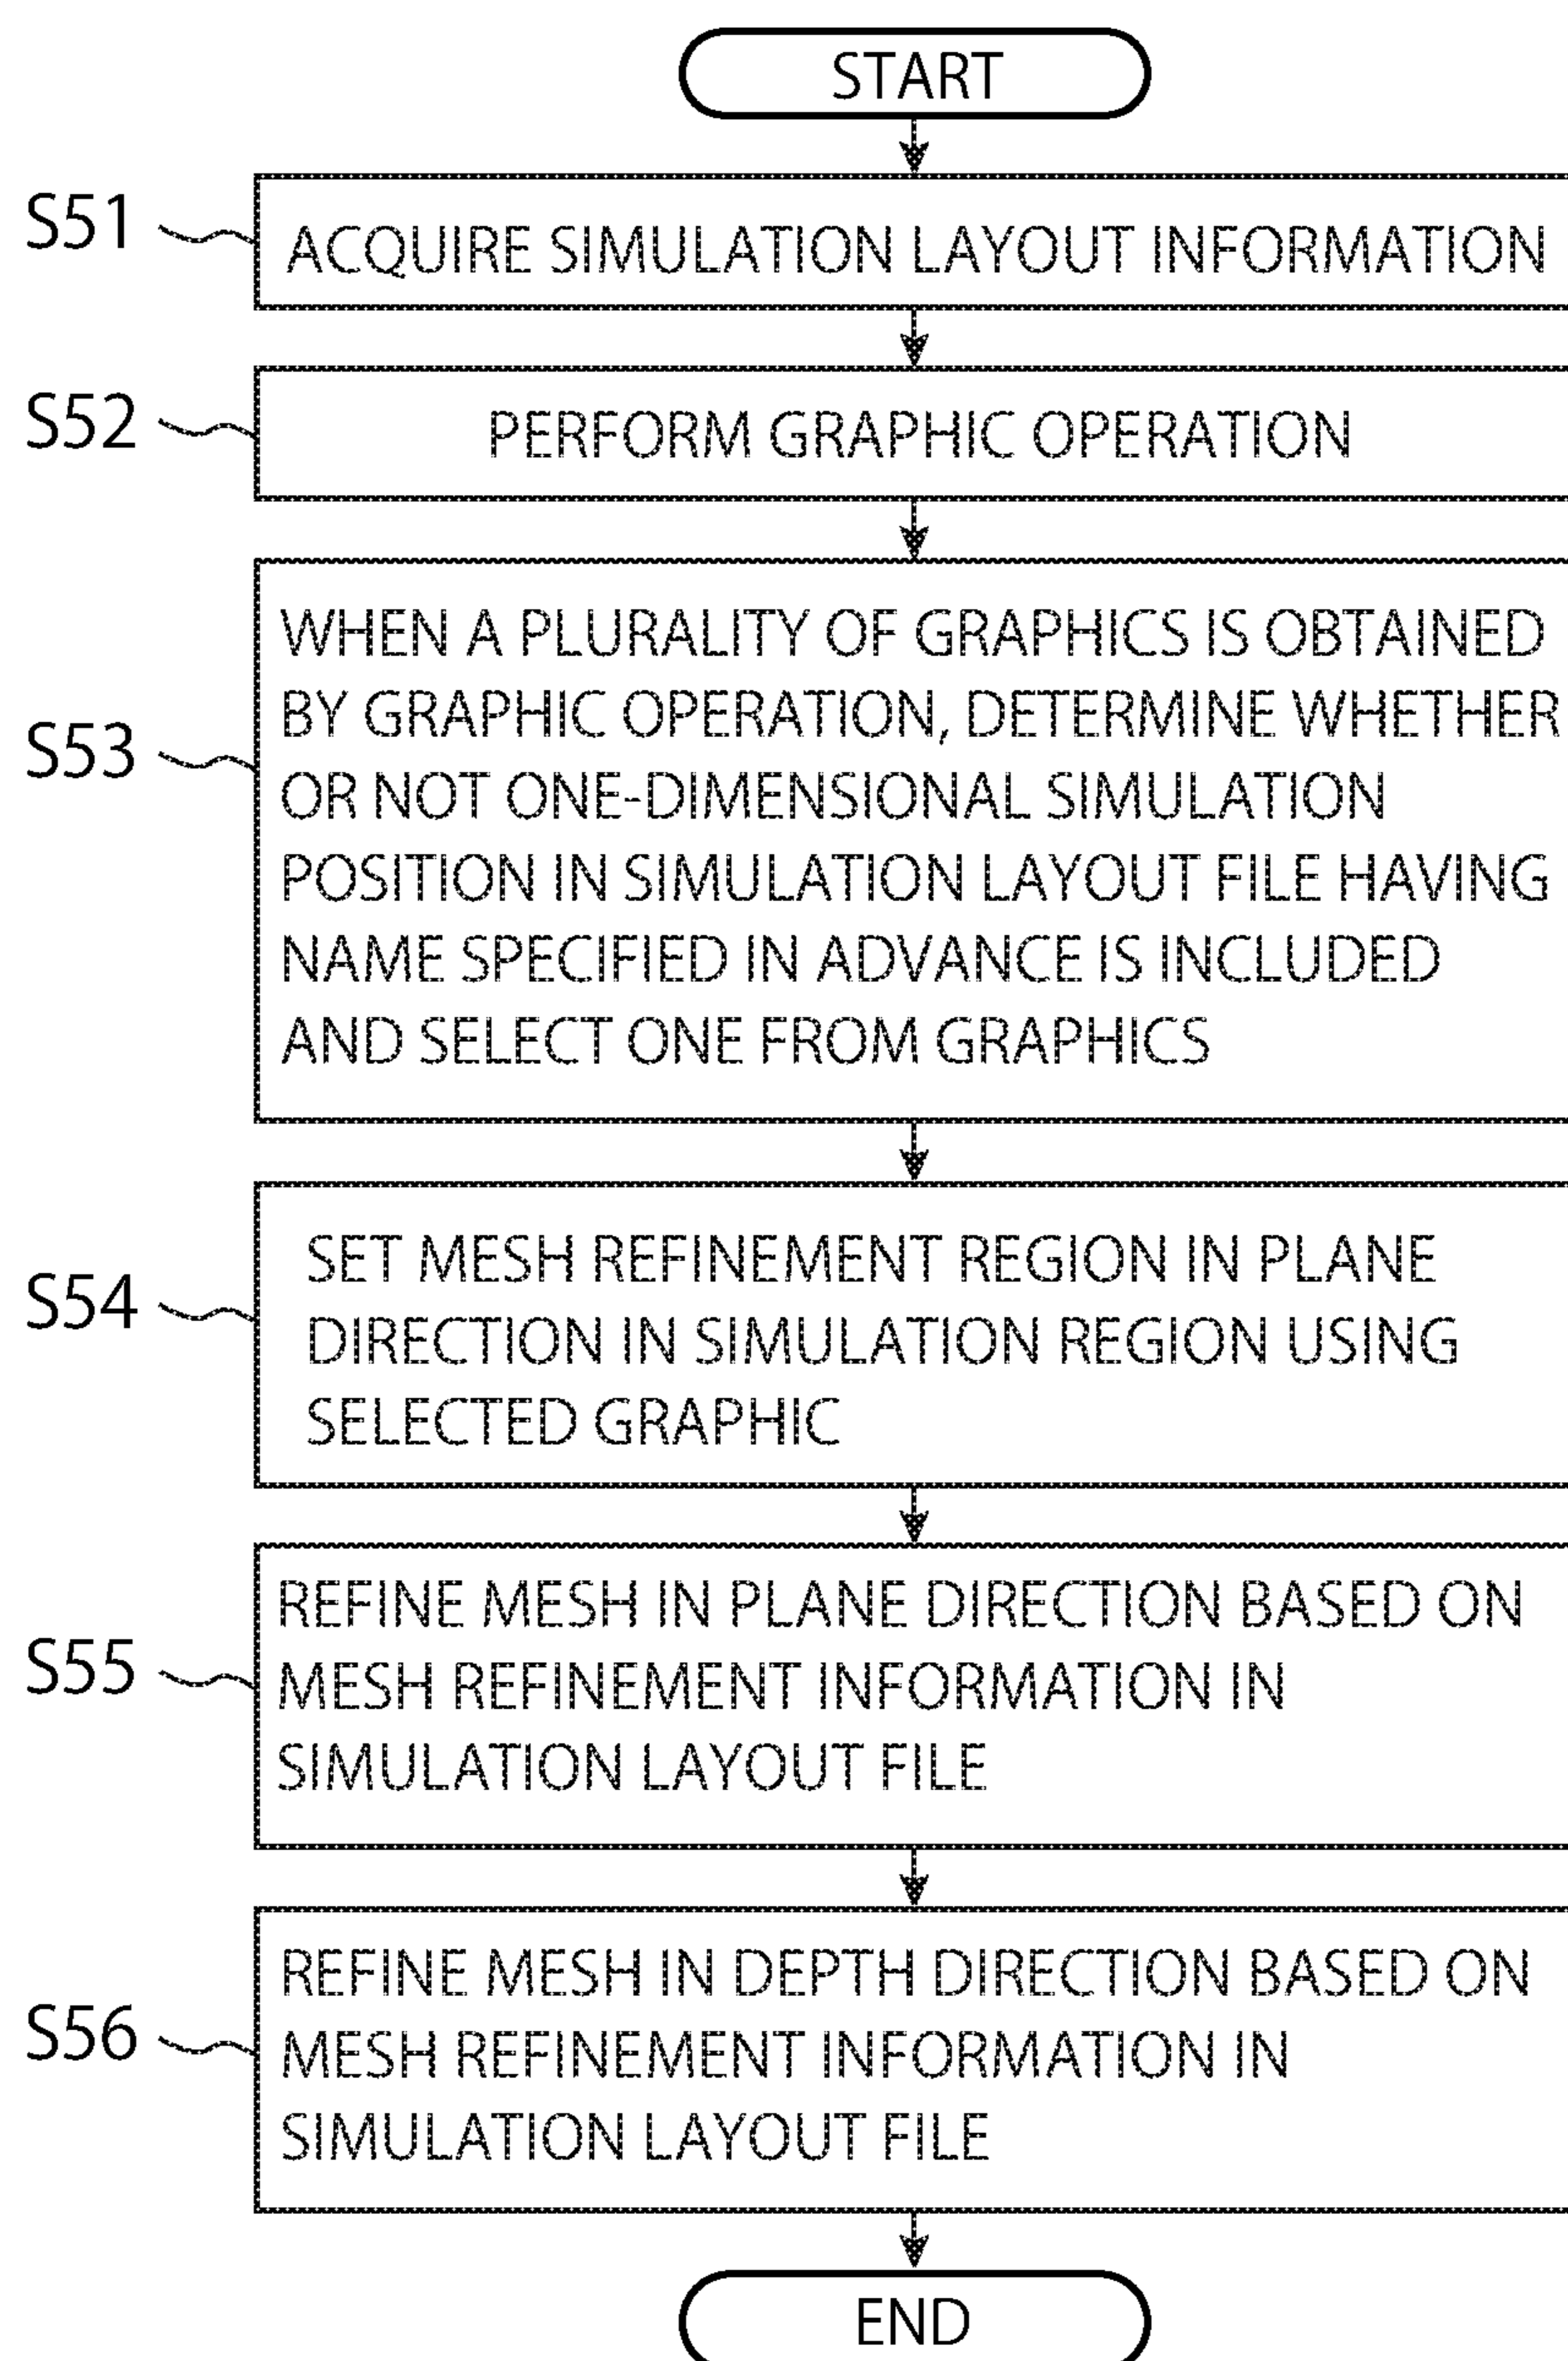 START
S51
ACQUIRE SIMULATION LAYOUT INFORMATION
S52
PERFORM GRAPHIC OPERATION
S53
WHEN A PLURALITY OF GRAPHICS IS OBTAINED
BY GRAPHIC OPERATION, DETERMINE WHETHER
OR NOT ONE-DIMENSIONAL SIMULATION
POSITION IN SIMULATION LAYOUT FILE HAVING
NAME SPECIFIED IN ADVANCE IS INCLUDED
AND SELECT ONE FROM GRAPHICS
S54
SET MESH REFINEMENT REGION IN PLANE
DIRECTION IN SIMULATION REGION USING
SELECTED GRAPHIC
S55
REFINE MESH IN PLANE DIRECTION BASED ON
MESH REFINEMENT INFORMATION IN
SIMULATION LAYOUT FILE
S56
REFINE MESH IN DEPTH DIRECTION BASED ON
MESH REFINEMENT INFORMATION IN
SIMULATION LAYOUT FILE
END